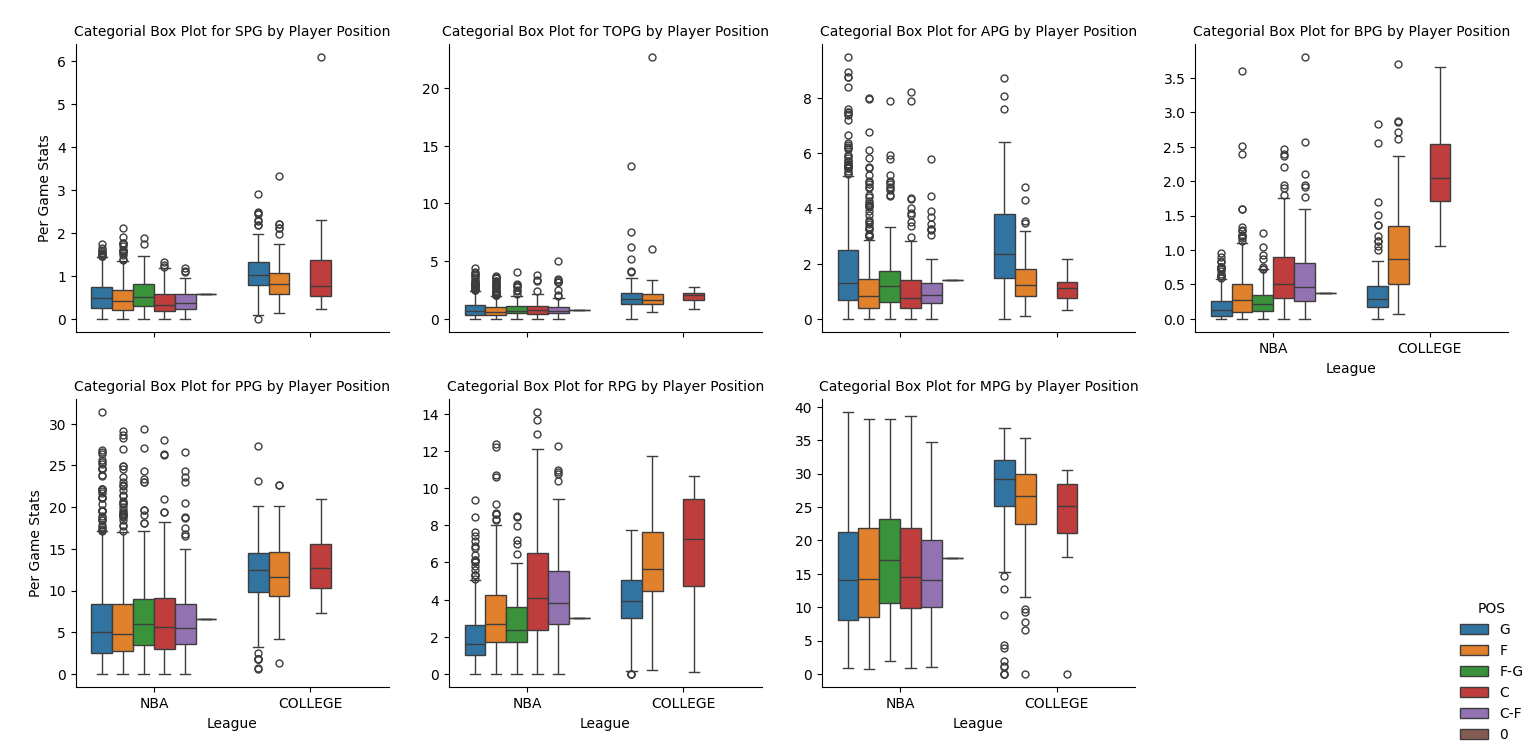 Categorial Box Plot for SPG by Player Position
Categorial Box Plot for TOPG by Player Position
Categorial Box Plot for APG by Player Position
Categorial Box Plot for BPG by Player Position
Per Game Stats
6
5
4
3
2
1
0
20
15
10
5
0
8
6
4
2
0
3.5
3.0
2.5
2.0
1.5
1.0
0.5
0.0
NBA
COLLEGE
League
Categorial Box Plot for PPG by Player Position
Categorial Box Plot for RPG by Player Position
Categorial Box Plot for MPG by Player Position
Per Game Stats
30
25
20
15
10
5
0
NBA
COLLEGE
League
14
12
10
8
6
4
2
0
NBA
COLLEGE
League
40
35
30
25
20
15
10
5
0
NBA
COLLEGE
League
POS
G
F
F-G
C
C-F
0